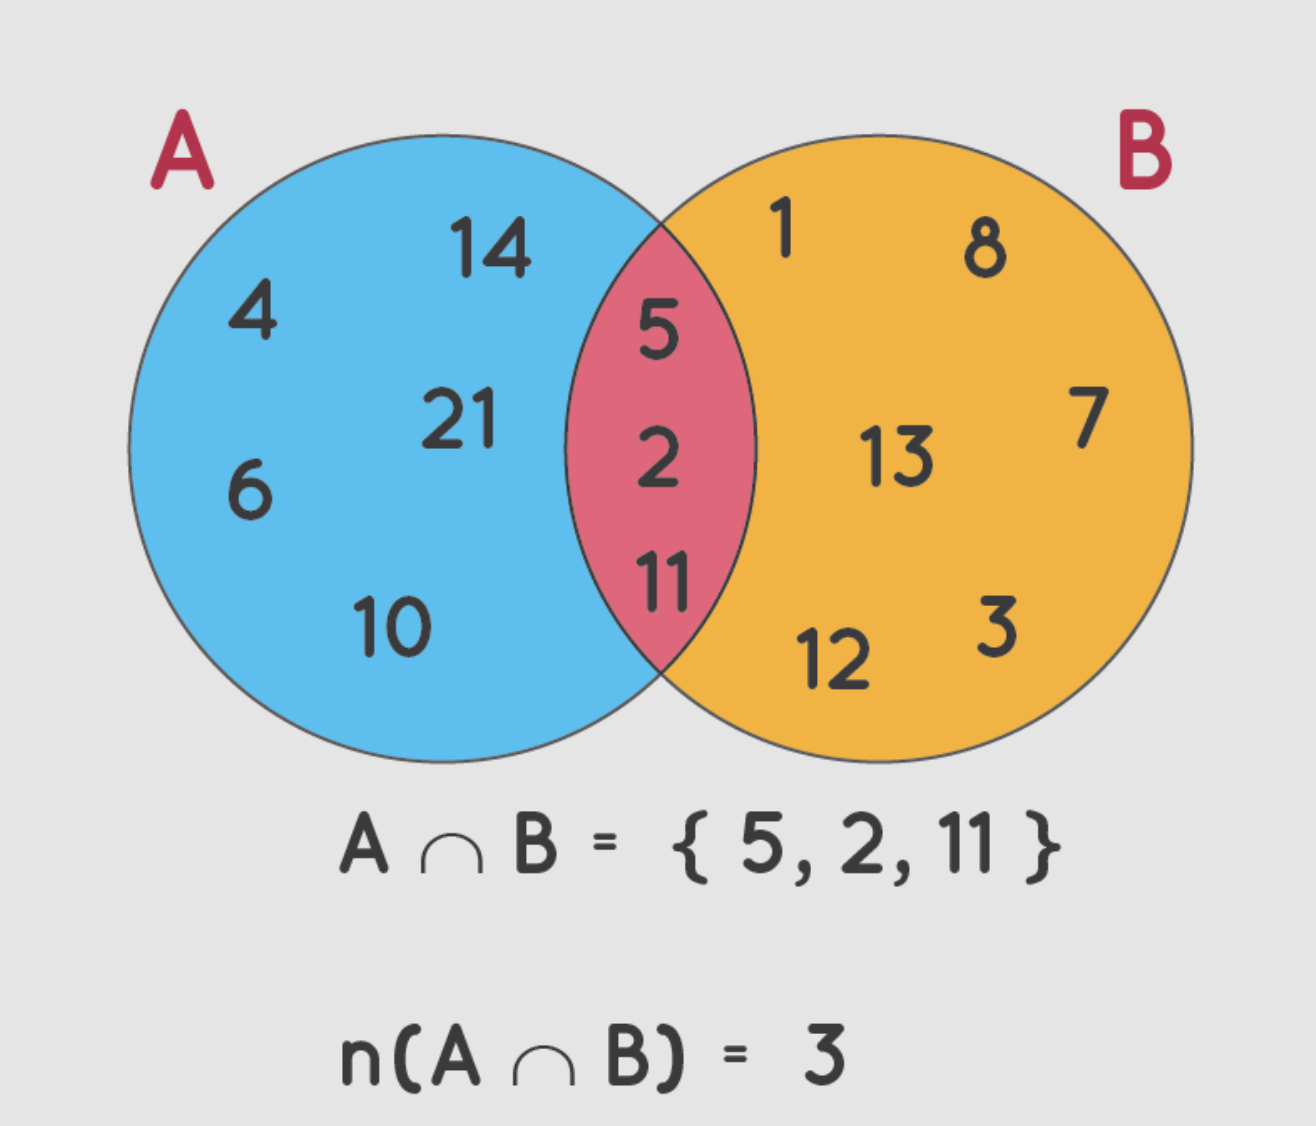 A B
14 1 8
4 5
21 2 13 7
6
11
10 12 3
A ∩ B = { 5, 2, 11 }
n(A ∩ B) = 3